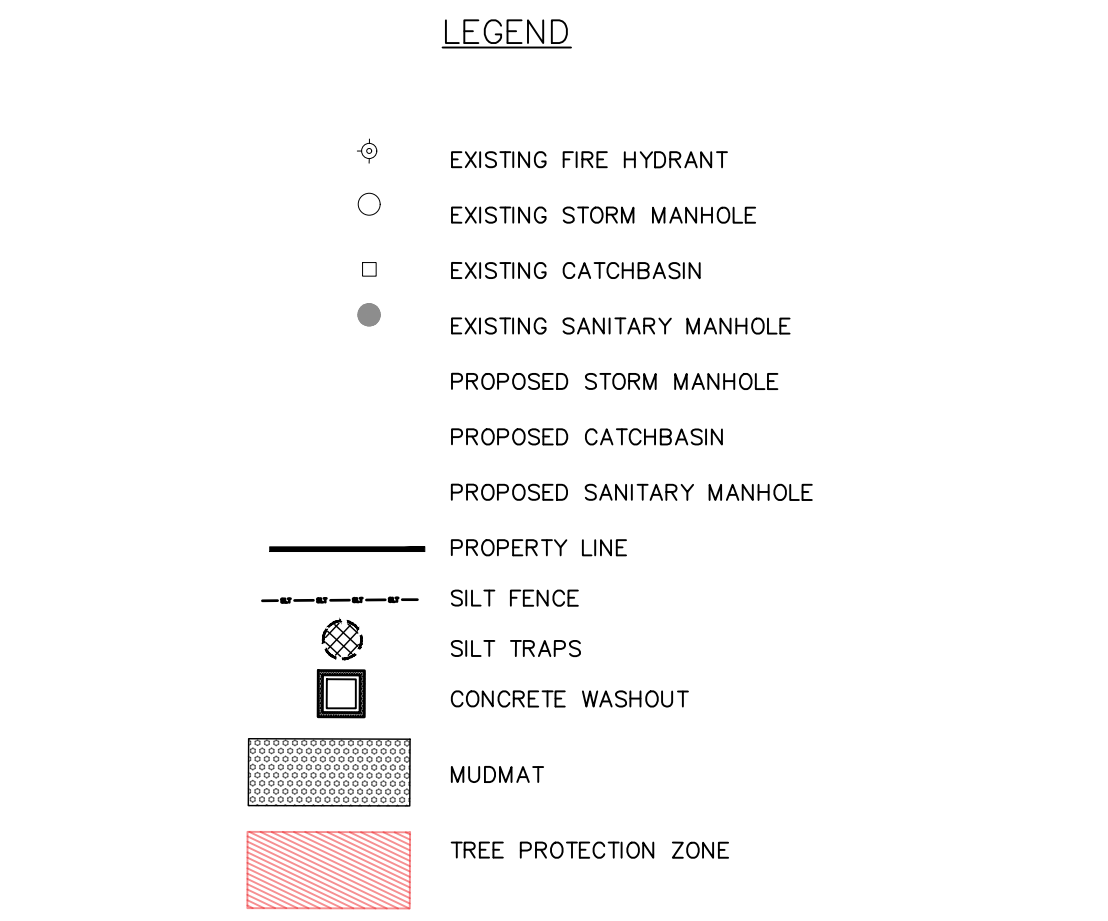 LEGEND
EXISTING FIRE HYDRANT
EXISTING STORM MANHOLE
EXISTING CATCHBASIN
EXISTING SANITARY MANHOLE
PROPOSED STORM MANHOLE
PROPOSED CATCHBASIN
PROPOSED SANITARY MANHOLE
PROPERTY LINE
SILT FENCE
SILT TRAPS
CONCRETE WASHOUT
MUDMAT
TREE PROTECTION ZONE